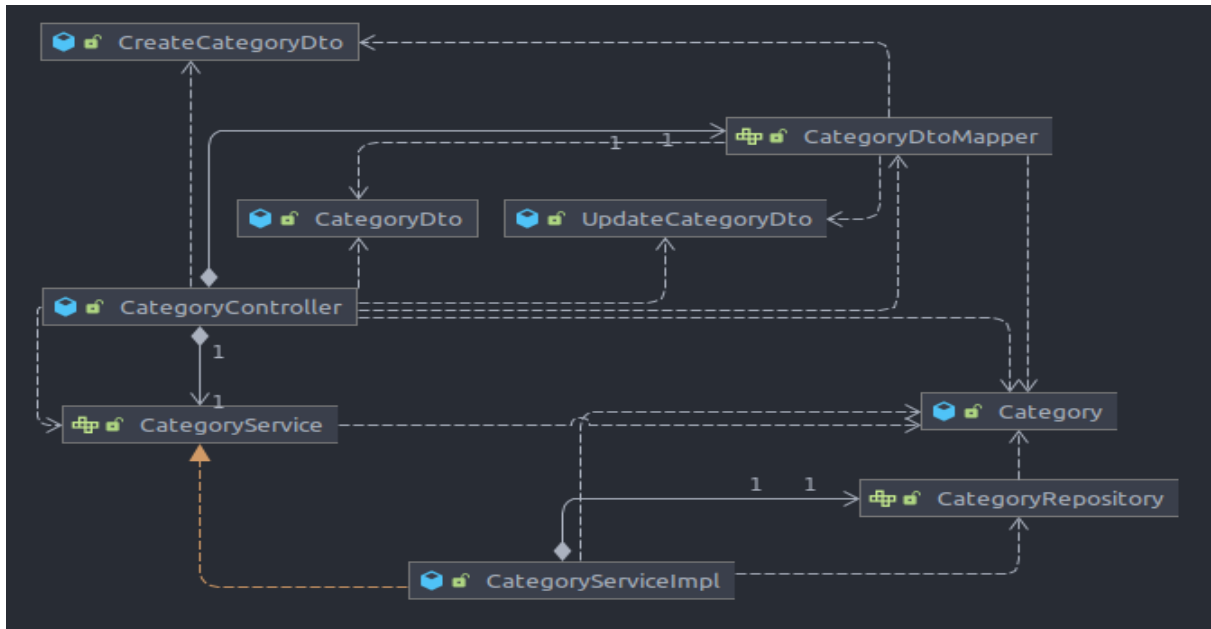 CreateCategoryDto
CategoryDtoMapper
1 1
CategoryDto
UpdateCategoryDto
CategoryController
1
1
CategoryService
Category
1 1
CategoryRepository
CategoryServiceImpl